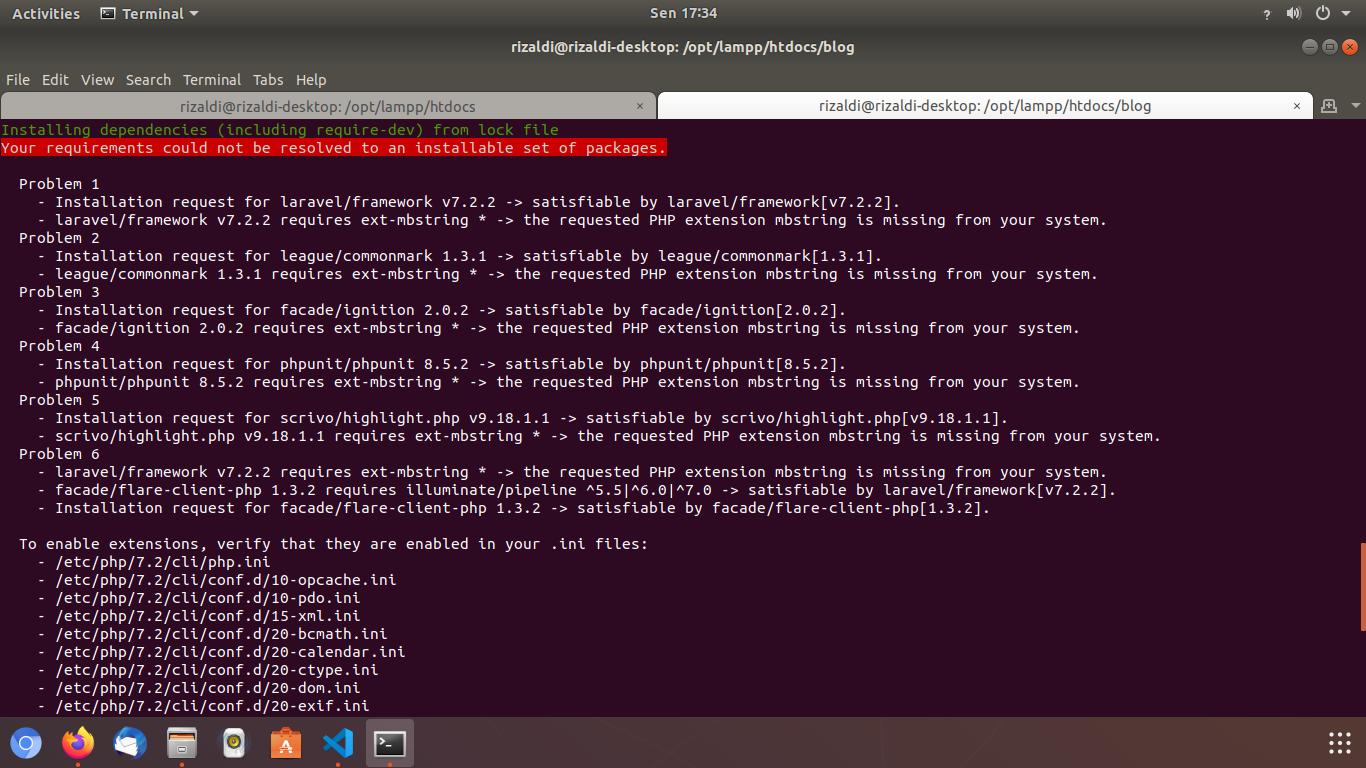 Activities Terminal Sen 17:34 ?
rizaldi@rizaldi-desktop: /opt/lampp/htdocs/blog
File Edit View Search Terminal Tabs Help
rizaldi@rizaldi-desktop: /opt/lampp/htdocs × rizaldi@rizaldi-desktop: /opt/lampp/htdocs/blog ×
Installing dependencies (including require-dev) from lock file
Your requirements could not be resolved to an installable set of packages.
Problem 1
- Installation request for laravel/framework v7.2.2 -> satisfiable by laravel/framework[v7.2.2].
- laravel/framework v7.2.2 requires ext-mbstring * -> the requested PHP extension mbstring is missing from your system.
Problem 2
- Installation request for league/commonmark 1.3.1 -> satisfiable by league/commonmark[1.3.1].
- league/commonmark 1.3.1 requires ext-mbstring * -> the requested PHP extension mbstring is missing from your system.
Problem 3
- Installation request for facade/ignition 2.0.2 -> satisfiable by facade/ignition[2.0.2].
- facade/ignition 2.0.2 requires ext-mbstring * -> the requested PHP extension mbstring is missing from your system.
Problem 4
- Installation request for phpunit/phpunit 8.5.2 -> satisfiable by phpunit/phpunit[8.5.2].
- phpunit/phpunit 8.5.2 requires ext-mbstring * -> the requested PHP extension mbstring is missing from your system.
Problem 5
- Installation request for scrivo/highlight.php v9.18.1.1 -> satisfiable by scrivo/highlight.php[v9.18.1.1].
- scrivo/highlight.php v9.18.1.1 requires ext-mbstring * -> the requested PHP extension mbstring is missing from your system.
Problem 6
- laravel/framework v7.2.2 requires ext-mbstring * -> the requested PHP extension mbstring is missing from your system.
- facade/flare-client-php 1.3.2 requires illuminate/pipeline ^5.5|^6.0|^7.0 -> satisfiable by laravel/framework[v7.2.2].
- Installation request for facade/flare-client-php 1.3.2 -> satisfiable by facade/flare-client-php[1.3.2].
To enable extensions, verify that they are enabled in your .ini files:
- /etc/php/7.2/cli/php.ini
- /etc/php/7.2/cli/conf.d/10-opcache.ini
- /etc/php/7.2/cli/conf.d/10-pdo.ini
- /etc/php/7.2/cli/conf.d/15-xml.ini
- /etc/php/7.2/cli/conf.d/20-bcmath.ini
- /etc/php/7.2/cli/conf.d/20-calendar.ini
- /etc/php/7.2/cli/conf.d/20-ctype.ini
- /etc/php/7.2/cli/conf.d/20-dom.ini
- /etc/php/7.2/cli/conf.d/20-exif.ini